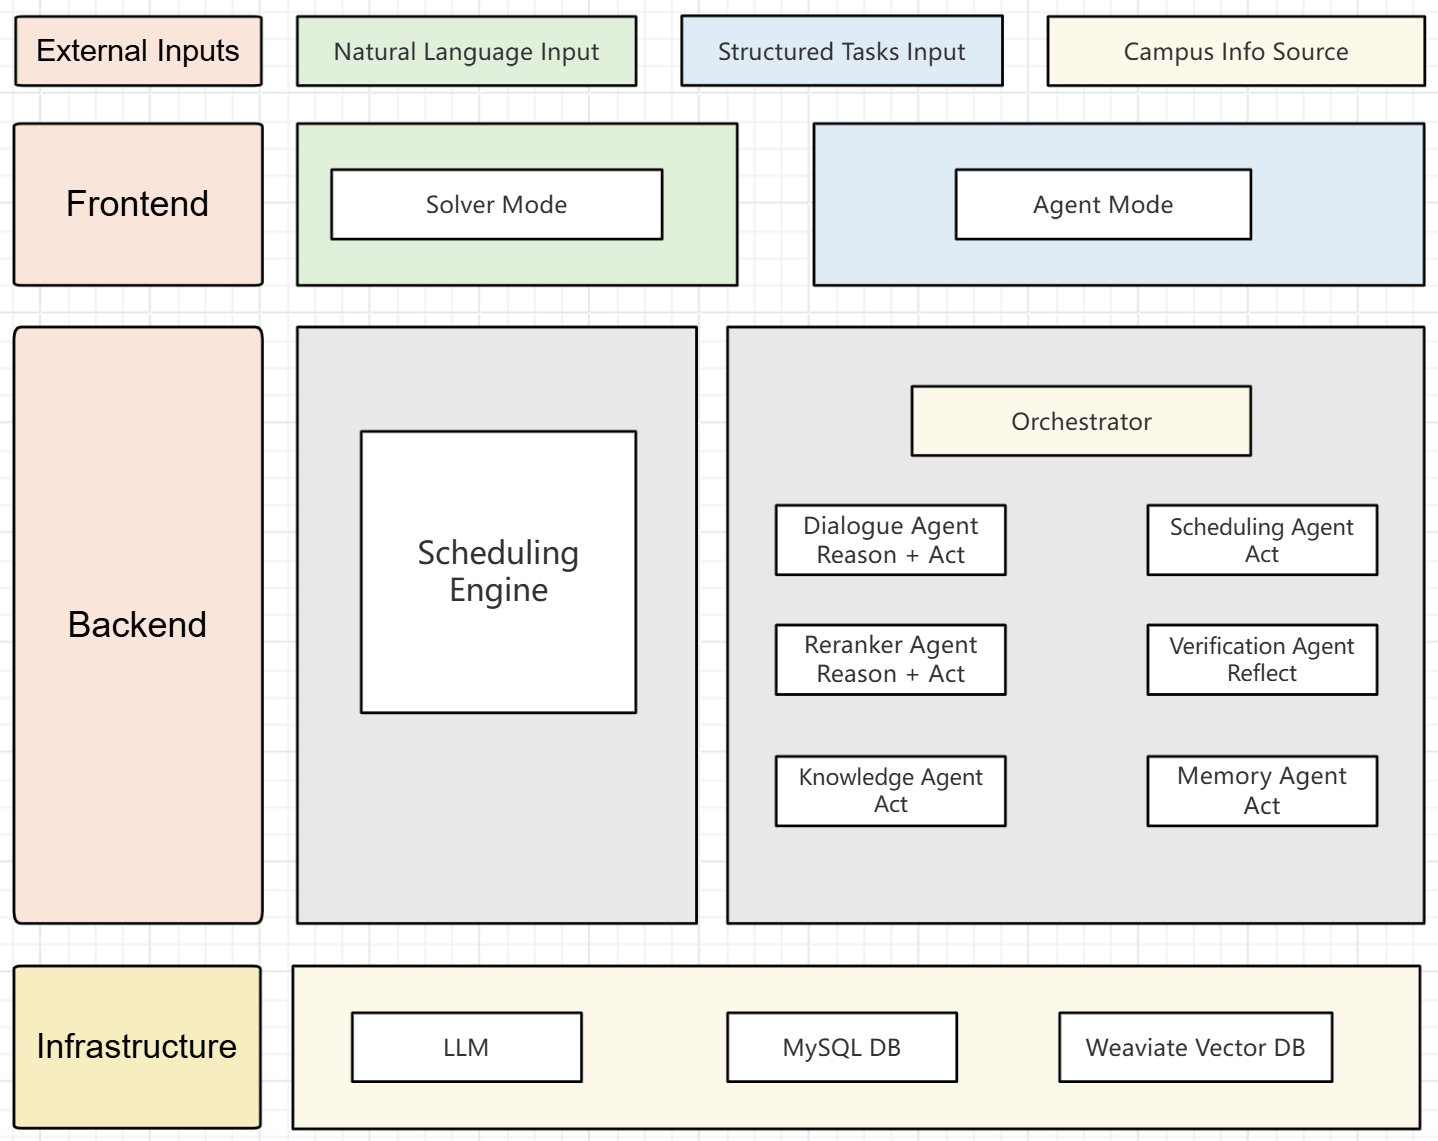 External Inputs
Natural Language Input
Structured Tasks Input
Campus Info Source
Frontend
Solver Mode
Agent Mode
Backend
Scheduling
Engine
Orchestrator
Dialogue Agent
Reason + Act
Scheduling Agent
Act
Reranker Agent
Reason + Act
Verification Agent
Reflect
Knowledge Agent
Act
Memory Agent
Act
Infrastructure
LLM
MySQL DB
Weaviate Vector DB